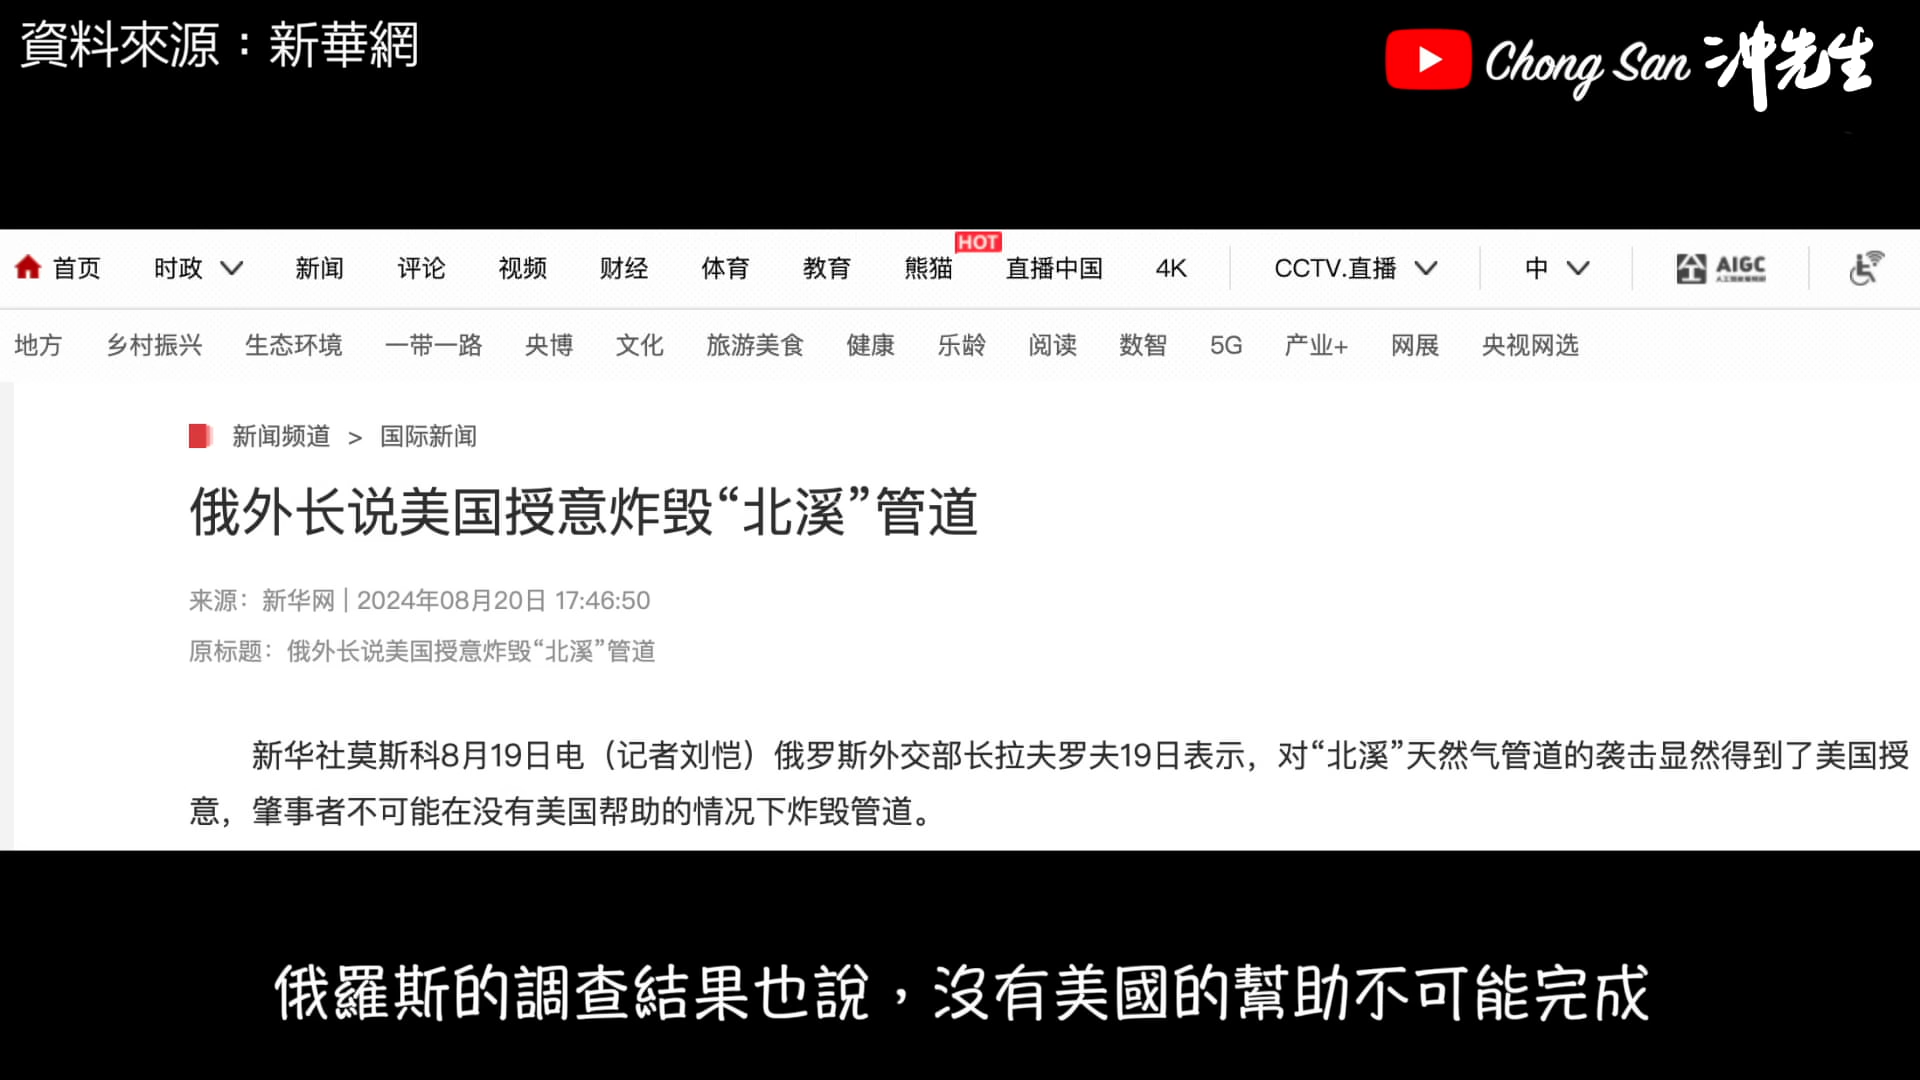 資料來源：新華網
Chong San 沖先生
HOT
首页 时政 新闻 评论 视频 财经 体育 教育 熊猫 直播中国 4K CCTV.直播 中 AIGC
地方 乡村振兴 生态环境 一带一路 央博 文化 旅游美食 健康 乐龄 阅读 数智 5G 产业+ 网展 央视网选
新闻频道 > 国际新闻
俄外长说美国授意炸毁“北溪”管道
来源：新华网 | 2024年08月20日 17:46:50
原标题：俄外长说美国授意炸毁“北溪”管道
新华社莫斯科8月19日电（记者刘恺）俄罗斯外交部长拉夫罗夫19日表示，对“北溪”天然气管道的袭击显然得到了美国授
意，肇事者不可能在没有美国帮助的情况下炸毁管道。
俄羅斯的調查結果也說，沒有美國的幫助不可能完成